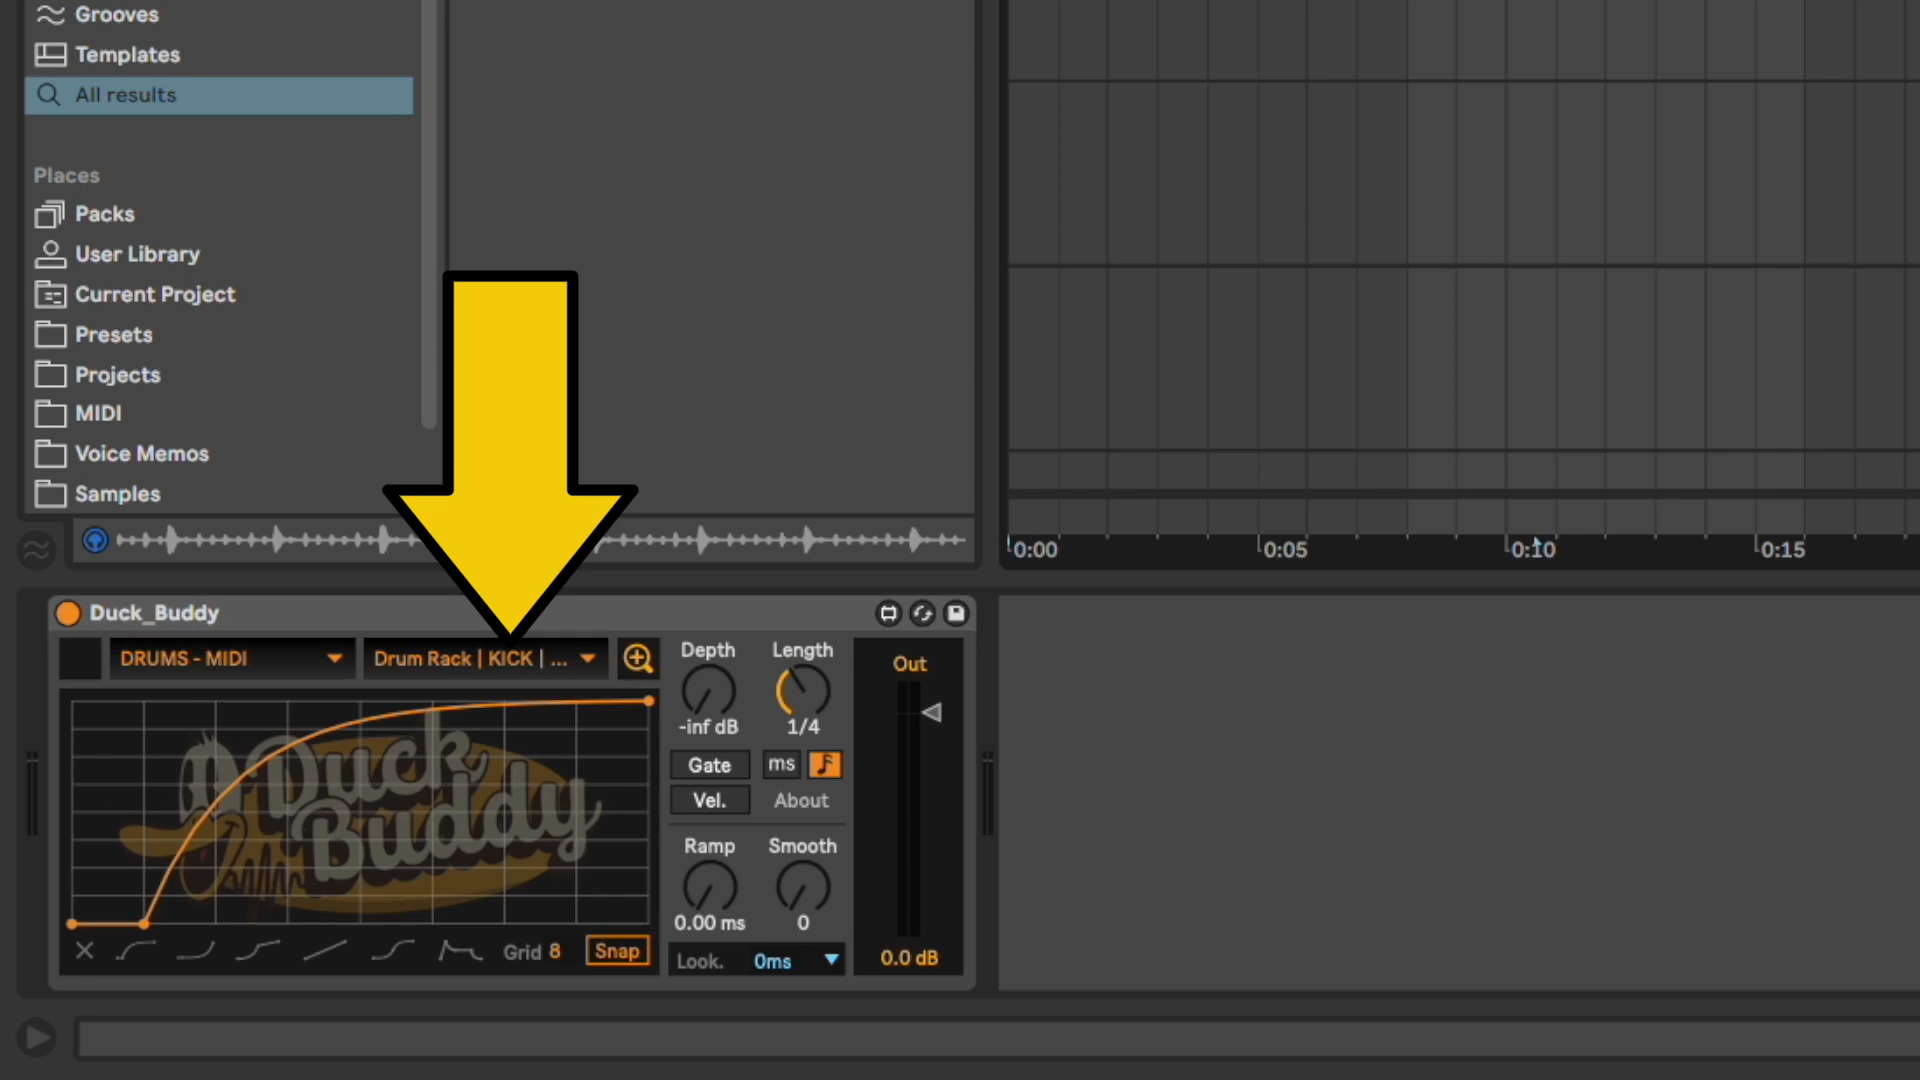 Grooves
Templates
All results
Places
Packs
User Library
Current Project
Presets
Projects
MIDI
Voice Memos
Samples
0:00
0:05
0:10
0:15
Duck_Buddy
DRUMS - MIDI
Drum Rack | KICK | ...
Depth
Length
Out
-inf dB
1/4
Gate
ms
Vel.
About
Duck
Buddy
Ramp
Smooth
0.00 ms
0
Grid 8
Snap
Look.
0ms
0.0 dB